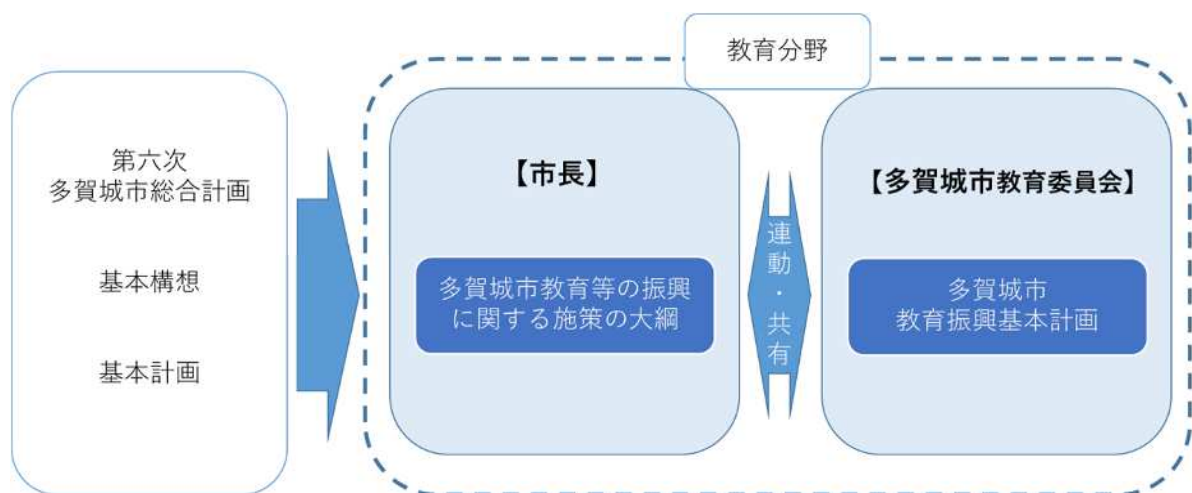 教育分野
第六次
多賀城市総合計画
基本構想
基本計画
【市長】
多賀城市教育等の振興
に関する施策の大綱
連動・共有
【多賀城市教育委員会】
多賀城市
教育振興基本計画